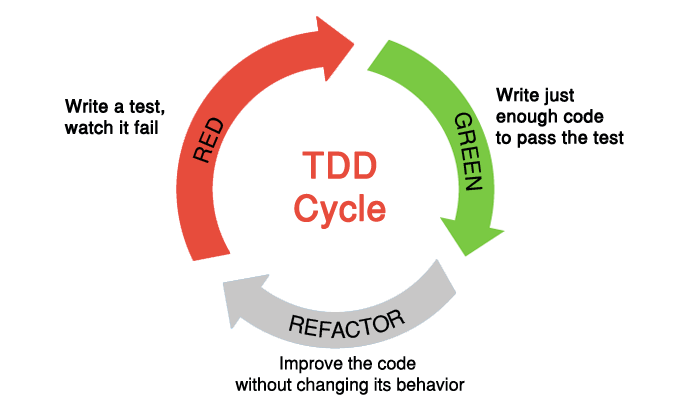 Write a test,
watch it fail
RED
TDD
Cycle
GREEN
Write just
enough code
to pass the test
REFACTOR
Improve the code
without changing its behavior